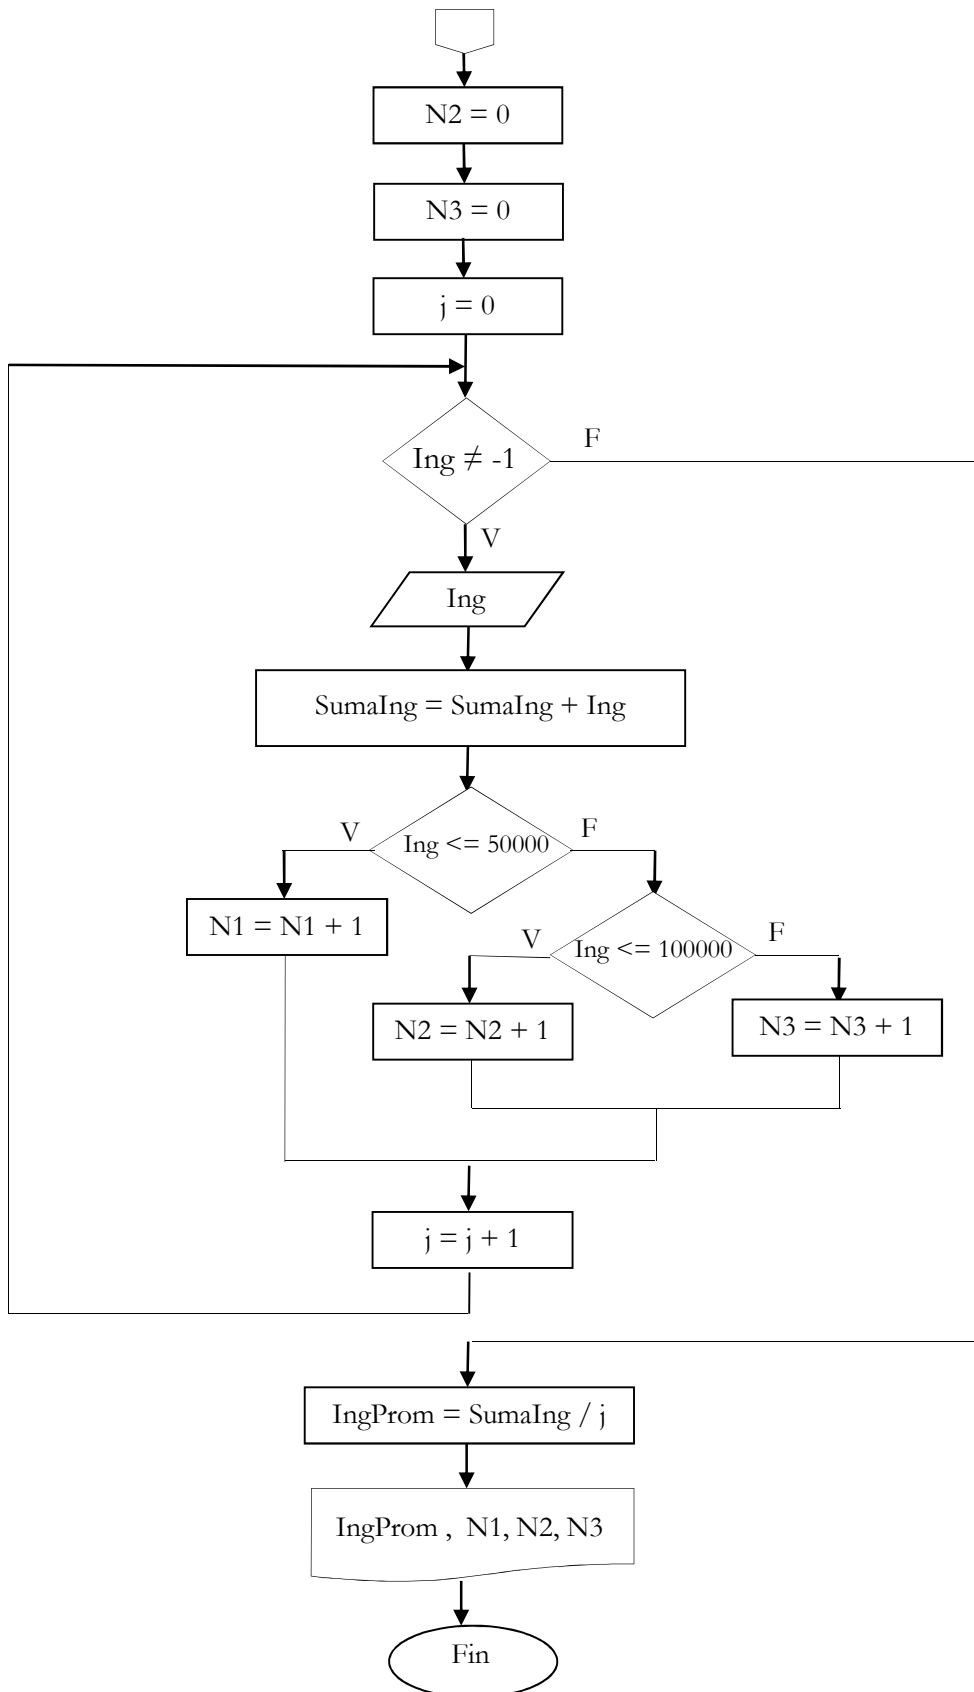 N2 = 0
N3 = 0
j = 0
F
Ing ≠ -1
V
Ing
SumaIng = SumaIng + Ing
V
Ing <= 50000
F
N1 = N1 + 1
V
Ing <= 100000
F
N2 = N2 + 1
N3 = N3 + 1
j = j + 1
IngProm = SumaIng / j
IngProm , N1, N2, N3
Fin